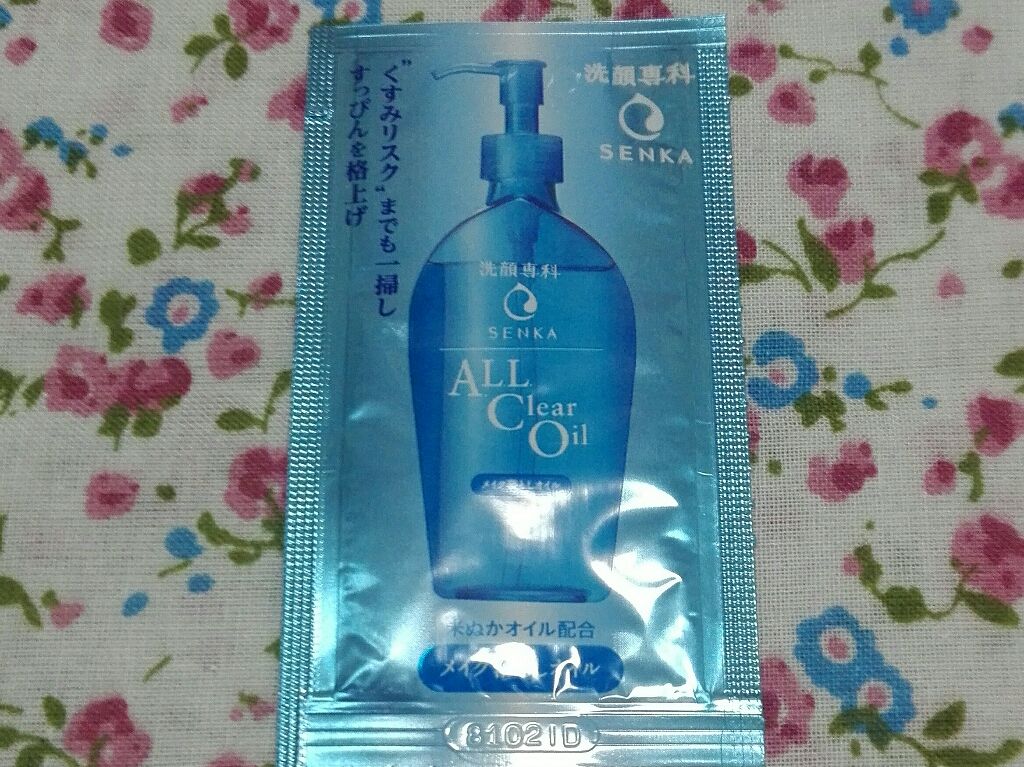 “くすみリスク”までも一掃し
すっぴんを格上げ
洗顔専科
SENKA
洗顔専科
SENKA
ALL
Clear
Oil
米ぬかオイル配合
81021D